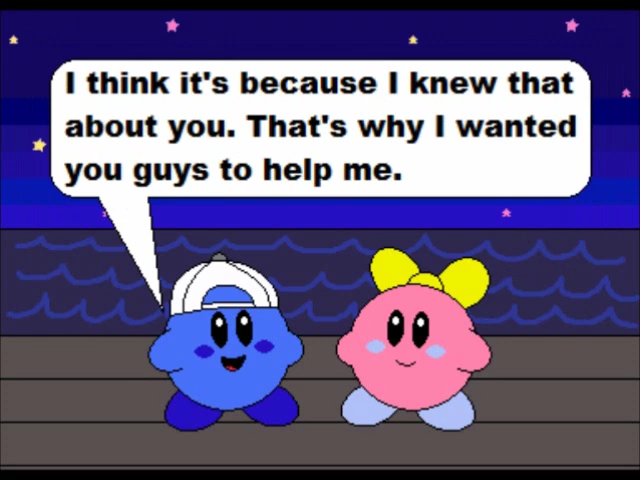 I think it's because I knew that
about you. That's why I wanted
you guys to help me.